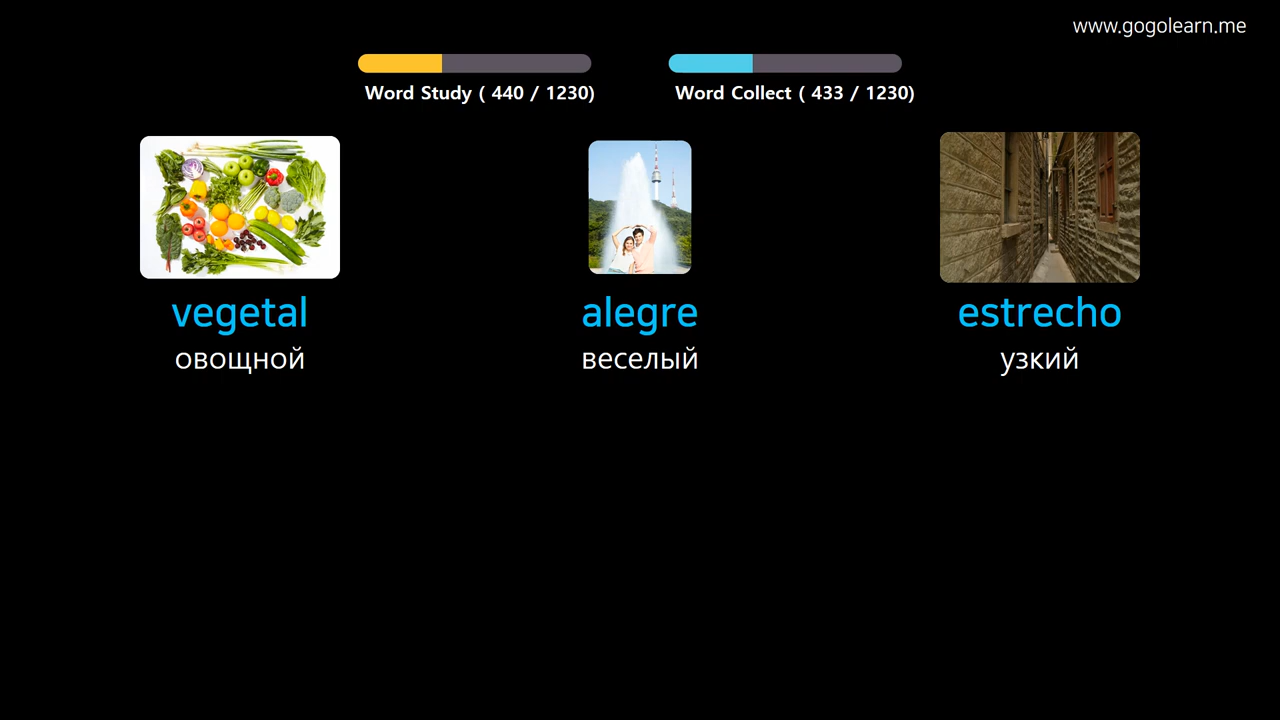 www.gogolearn.me
Word Study ( 440 / 1230)
Word Collect ( 433 / 1230)
vegetal
alegre
estrecho
овощной
веселый
узкий